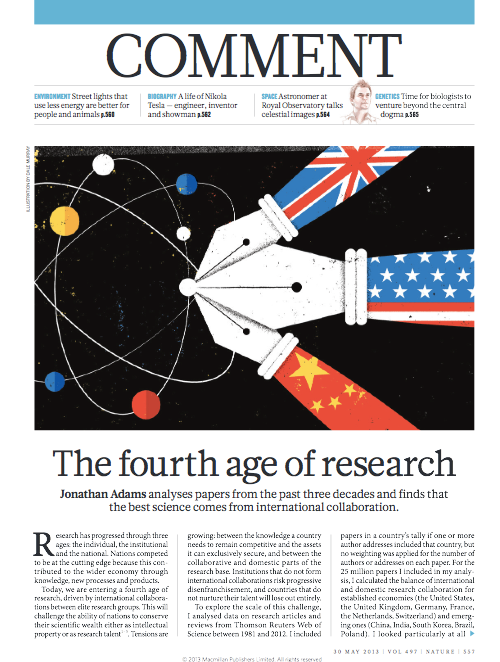 COMMENT
ENVIRONMENT Street lights that
use less energy are better for
people and animals p.560
BIOGRAPHY A life of Nikola
Tesla — engineer, inventor
and showman p.562
SPACE Astronomer at
Royal Observatory talks
celestial images p.564
GENETICS Time for biologists to
venture beyond the central
dogma p.565
ILLUSTRATION BY DALE MURRAY
The fourth age of research
Jonathan Adams analyses papers from the past three decades and finds that
the best science comes from international collaboration.
Research has progressed through three
ages: the individual, the institutional
and the national. Nations competed
to be at the cutting edge because this con-
tributed to the wider economy through
knowledge, new processes and products.
Today, we are entering a fourth age of
research, driven by international collabora-
tions between elite research groups. This will
challenge the ability of nations to conserve
their scientific wealth either as intellectual
property or as research talent. Tensions are
growing: between the knowledge a country
needs to remain competitive and the assets
it can exclusively secure, and between the
collaborative and domestic parts of the
research base. Institutions that do not form
international collaborations risk progressive
disenfranchisement, and countries that do
not nurture their talent will lose out entirely.
To explore the scale of this challenge,
I analysed data on research articles and
reviews from Thomson Reuters Web of
Science between 1981 and 2012. I included
papers in a country's tally if one or more
author addresses included that country, but
no weighting was applied for the number of
authors or addresses on each paper. For the
25 million papers I included in my analy-
sis, I calculated the balance of international
and domestic research collaboration for
established economies (the United States,
the United Kingdom, Germany, France,
the Netherlands, Switzerland) and emerg-
ing ones (China, India, South Korea, Brazil,
Poland). I looked particularly at all
30 MAY 2013 | VOL 497 | NATURE | 557
© 2013 Macmillan Publishers Limited. All rights reserved